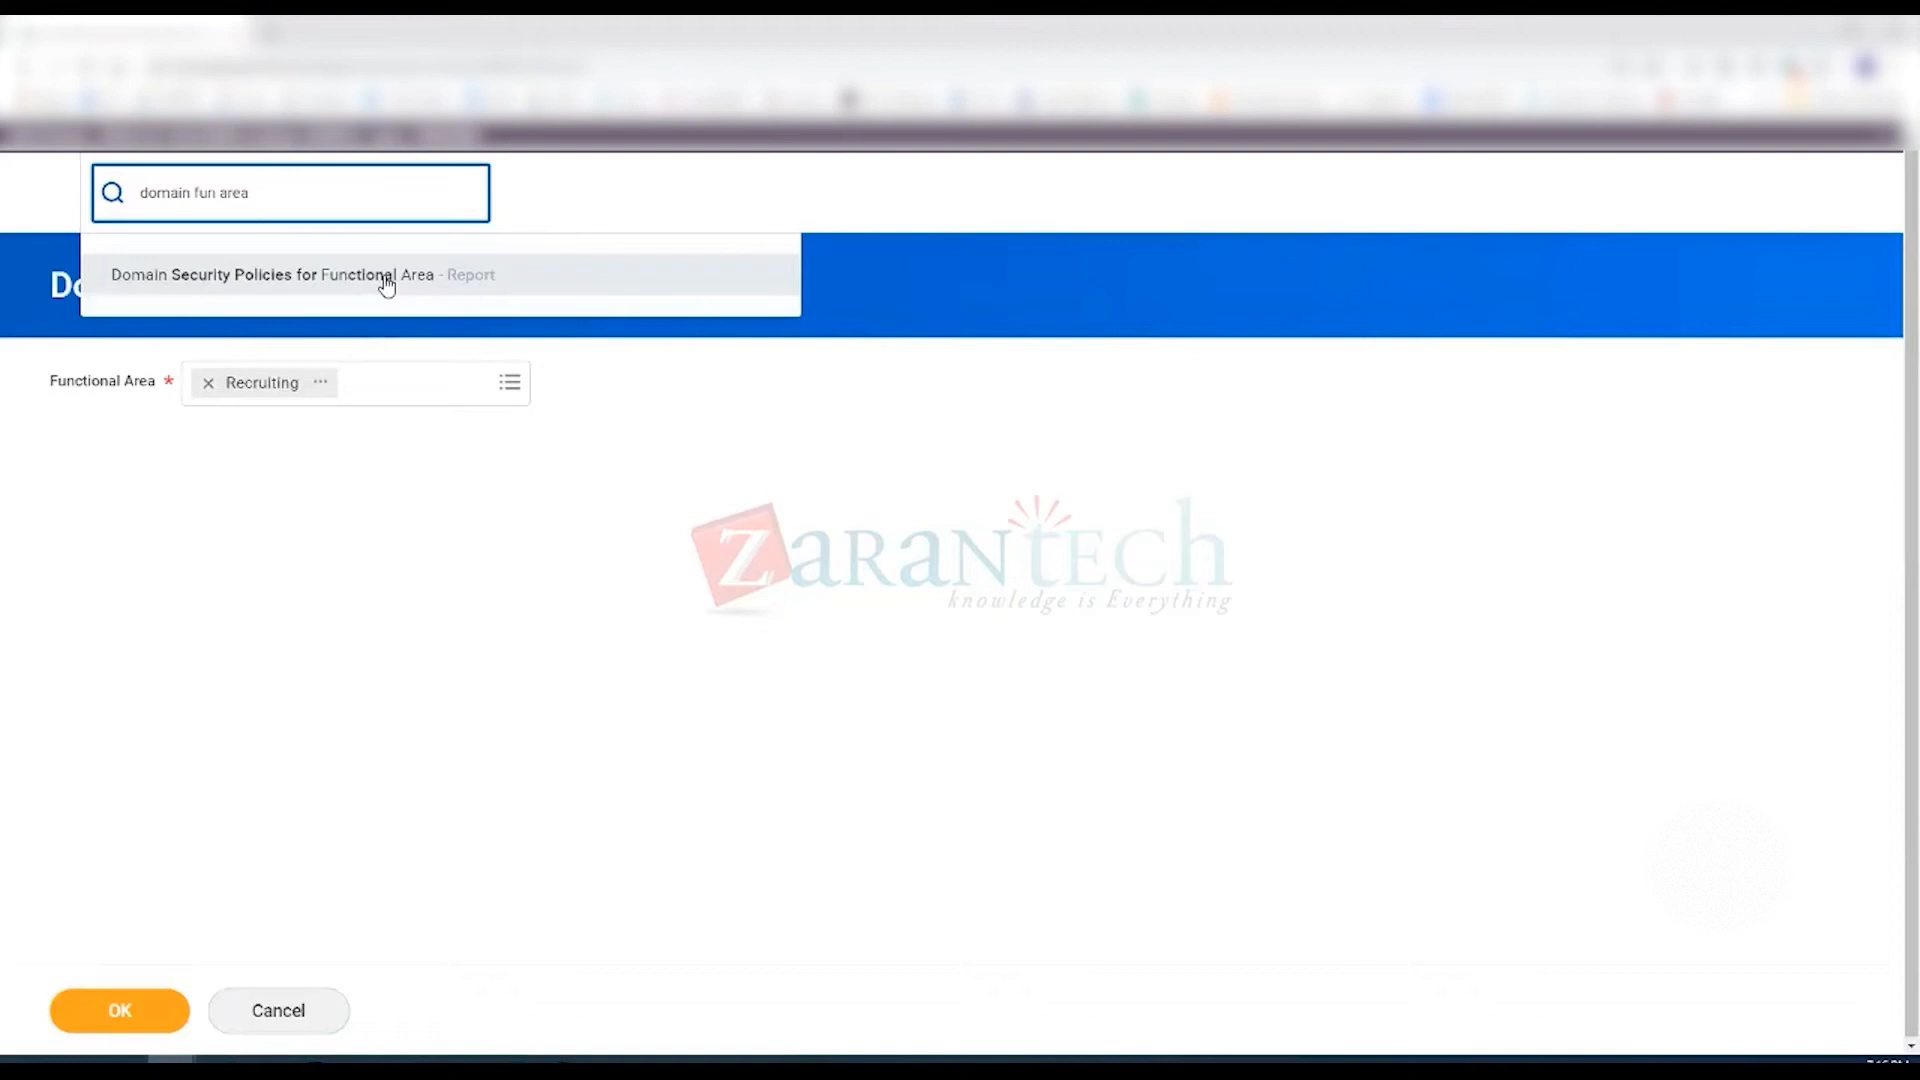 domain fun area
Domain Security Policies for Functional Area - Report
Do
Functional Area * Recruiting
ZaranTech
knowledge is Everything
OK
Cancel